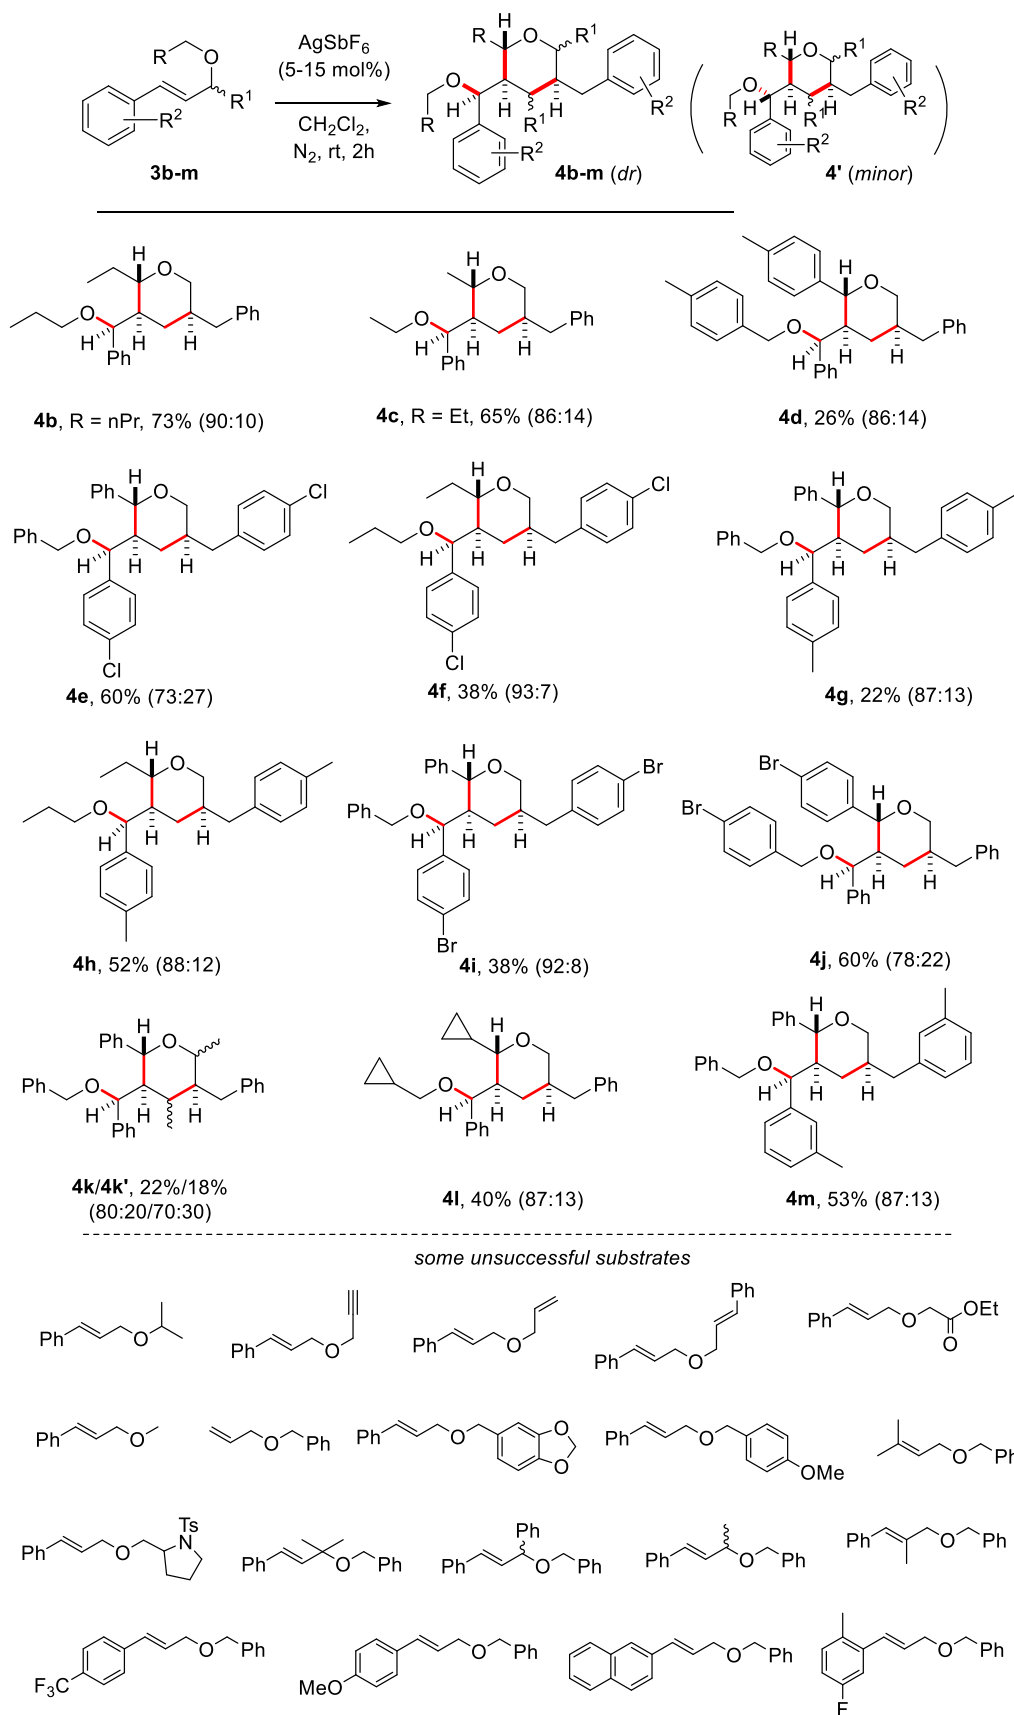 R O R¹ R²
3b-m
AgSbF6
(5-15 mol%)
CH2Cl2,
N2, rt, 2h
H R O R¹ O H H H R R¹ R² R²
4b-m (dr)
H R O R¹ O H H H R R¹ R² R²
4' (minor)
H O O H H H Ph Ph
4b, R = nPr, 73% (90:10)
H O O H H H Ph Ph
4c, R = Et, 65% (86:14)
H O O H H H Ph Ph
4d, 26% (86:14)
H Ph O Cl Ph O H H H Cl
4e, 60% (73:27)
H O Cl O H H H Cl
4f, 38% (93:7)
H Ph O Ph O H H H
4g, 22% (87:13)
H O O H H H
4h, 52% (88:12)
H Ph O Br Ph O H H H Br
4i, 38% (92:8)
Br H O Br O H H H Ph Ph
4j, 60% (78:22)
Ph H O Ph O Ph H H H Ph
4k/4k', 22%/18%
(80:20/70:30)
H O O H H H Ph Ph
4l, 40% (87:13)
H Ph O Ph O H H H
4m, 53% (87:13)
some unsuccessful substrates
Ph O
Ph O
Ph O
Ph Ph O
Ph O OEt O
Ph O
O Ph
Ph O O O
Ph O OMe
O Ph
Ph O Ts N
Ph O Ph
Ph Ph O Ph
Ph O Ph
Ph O Ph
F3C O Ph
MeO O Ph
O Ph
F O Ph